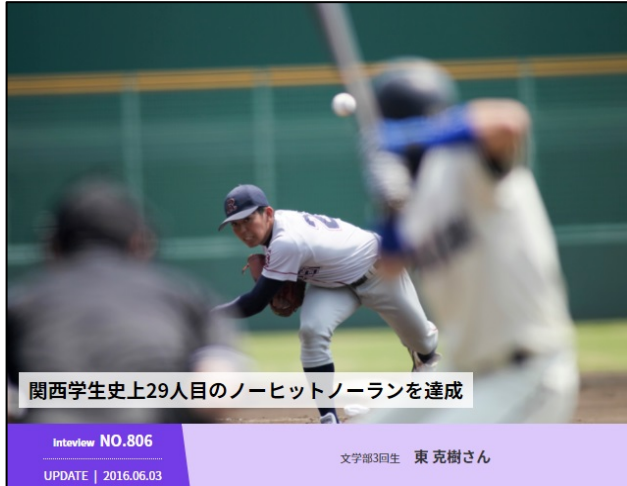 関西学生史上29人目のノーヒットノーランを達成
Inteview NO.806
UPDATE | 2016.06.03
文学部3回生 東 克樹さん